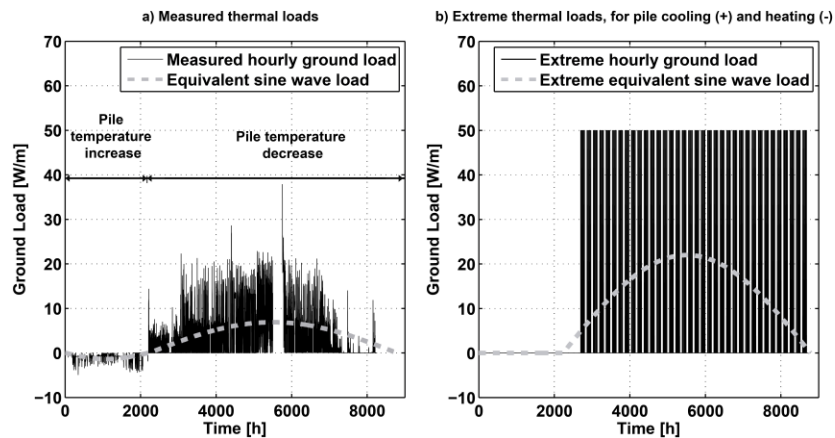 a) Measured thermal loads
70
60
50
40
30
20
10
0
−10
Ground Load [W/m]
Measured hourly ground load
Equivalent sine wave load
Pile
temperature
increase
Pile temperature
decrease
0
2000
4000
6000
8000
Time [h]
b) Extreme thermal loads, for pile cooling (+) and heating (-)
70
60
50
40
30
20
10
0
−10
Ground Load [W/m]
Extreme hourly ground load
Extreme equivalent sine wave load
0
2000
4000
6000
8000
Time [h]